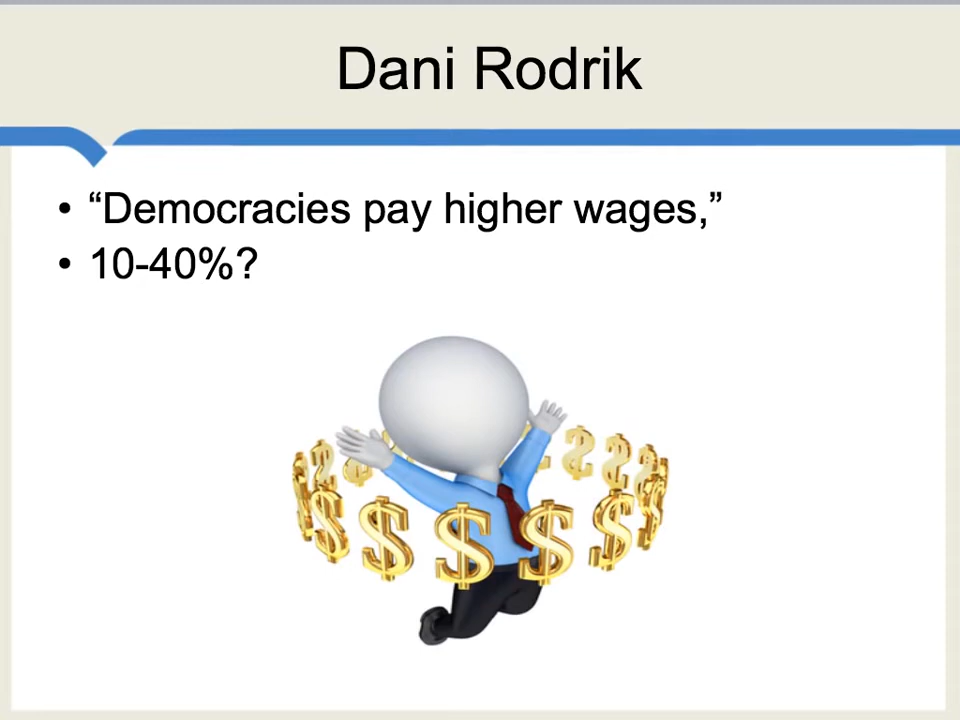 Dani Rodrik
• “Democracies pay higher wages,”
• 10-40%?